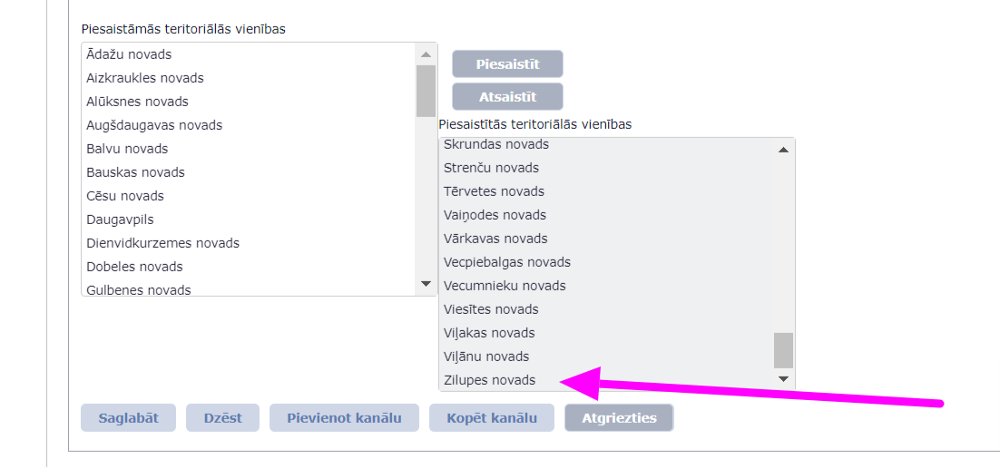 Piesaistāmās teritoriālās vienības
Ādažu novads
Aizkraukles novads
Alūksnes novads
Augšdaugavas novads
Balvu novads
Bauskas novads
Cēsu novads
Daugavpils
Dienvidkurzemes novads
Dobeles novads
Gulbenes novads
Piesaistīt
Atsaistīt
Piesaistītās teritoriālās vienības
Skrundas novads
Strenču novads
Tērvetes novads
Vaiņodes novads
Vārkavas novads
Vecpiebalgas novads
Vecumnieku novads
Viesītes novads
Viļakas novads
Viļānu novads
Zilupes novads
Saglabāt Dzēst Pievienot kanālu Kopēt kanālu Atgriezties